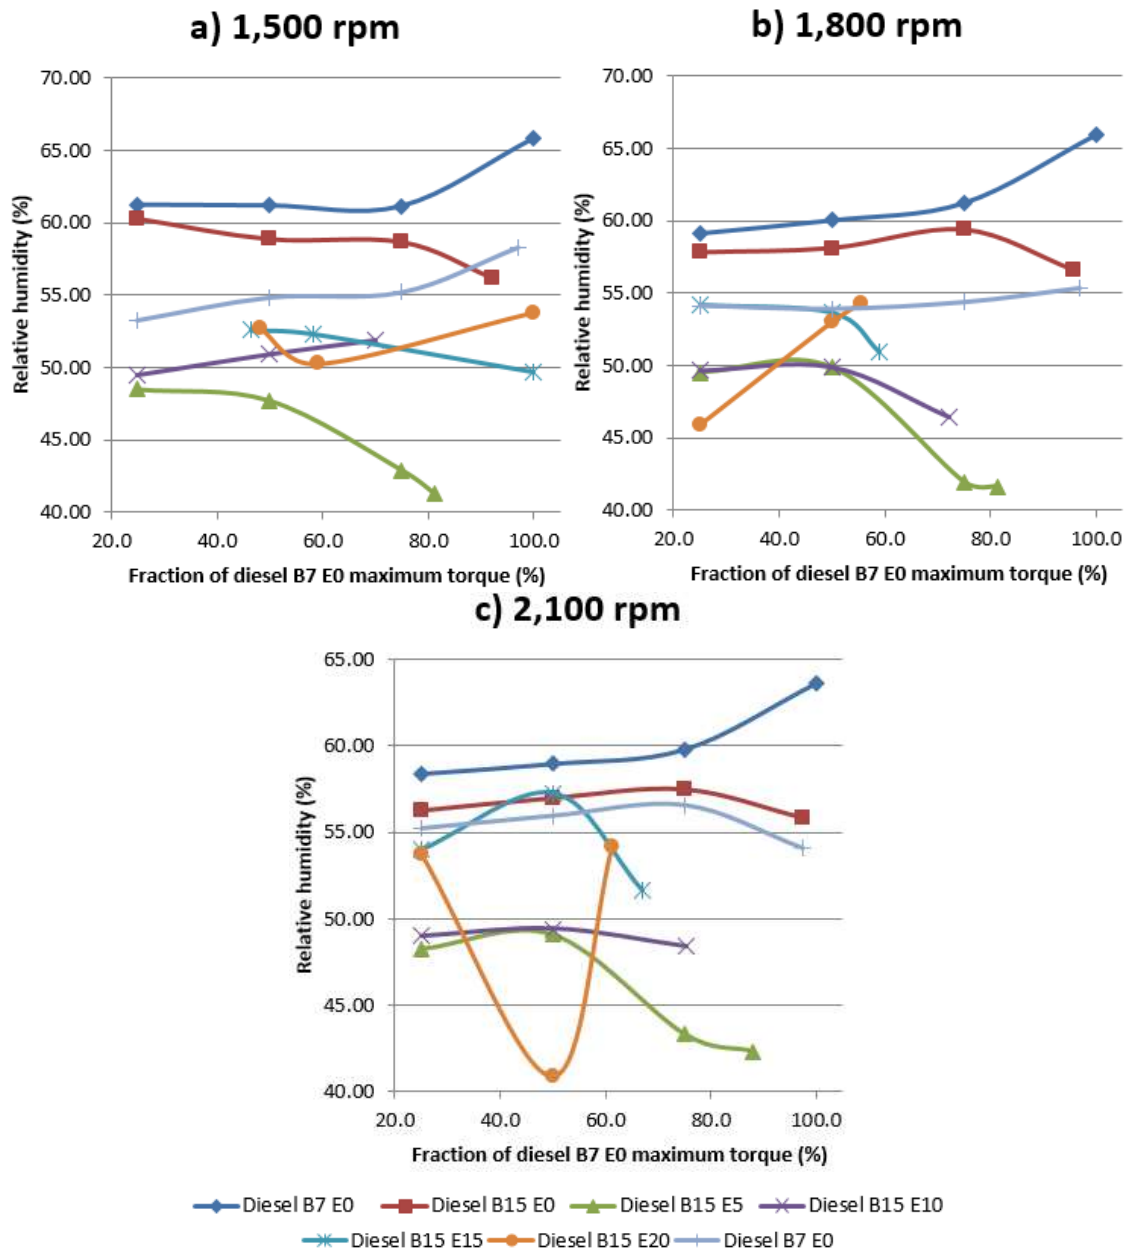 a) 1,500 rpm
70.00
65.00
60.00
55.00
50.00
45.00
40.00
Relative humidity (%)
20.0 40.0 60.0 80.0 100.0
Fraction of diesel B7 E0 maximum torque (%)
b) 1,800 rpm
70.00
65.00
60.00
55.00
50.00
45.00
40.00
Relative humidity (%)
20.0 40.0 60.0 80.0 100.0
Fraction of diesel B7 E0 maximum torque (%)
c) 2,100 rpm
65.00
60.00
55.00
50.00
45.00
40.00
Relative humidity (%)
20.0 40.0 60.0 80.0 100.0
Fraction of diesel B7 E0 maximum torque (%)
Diesel B7 E0 Diesel B15 E0 Diesel B15 E5 Diesel B15 E10
Diesel B15 E15 Diesel B15 E20 Diesel B7 E0